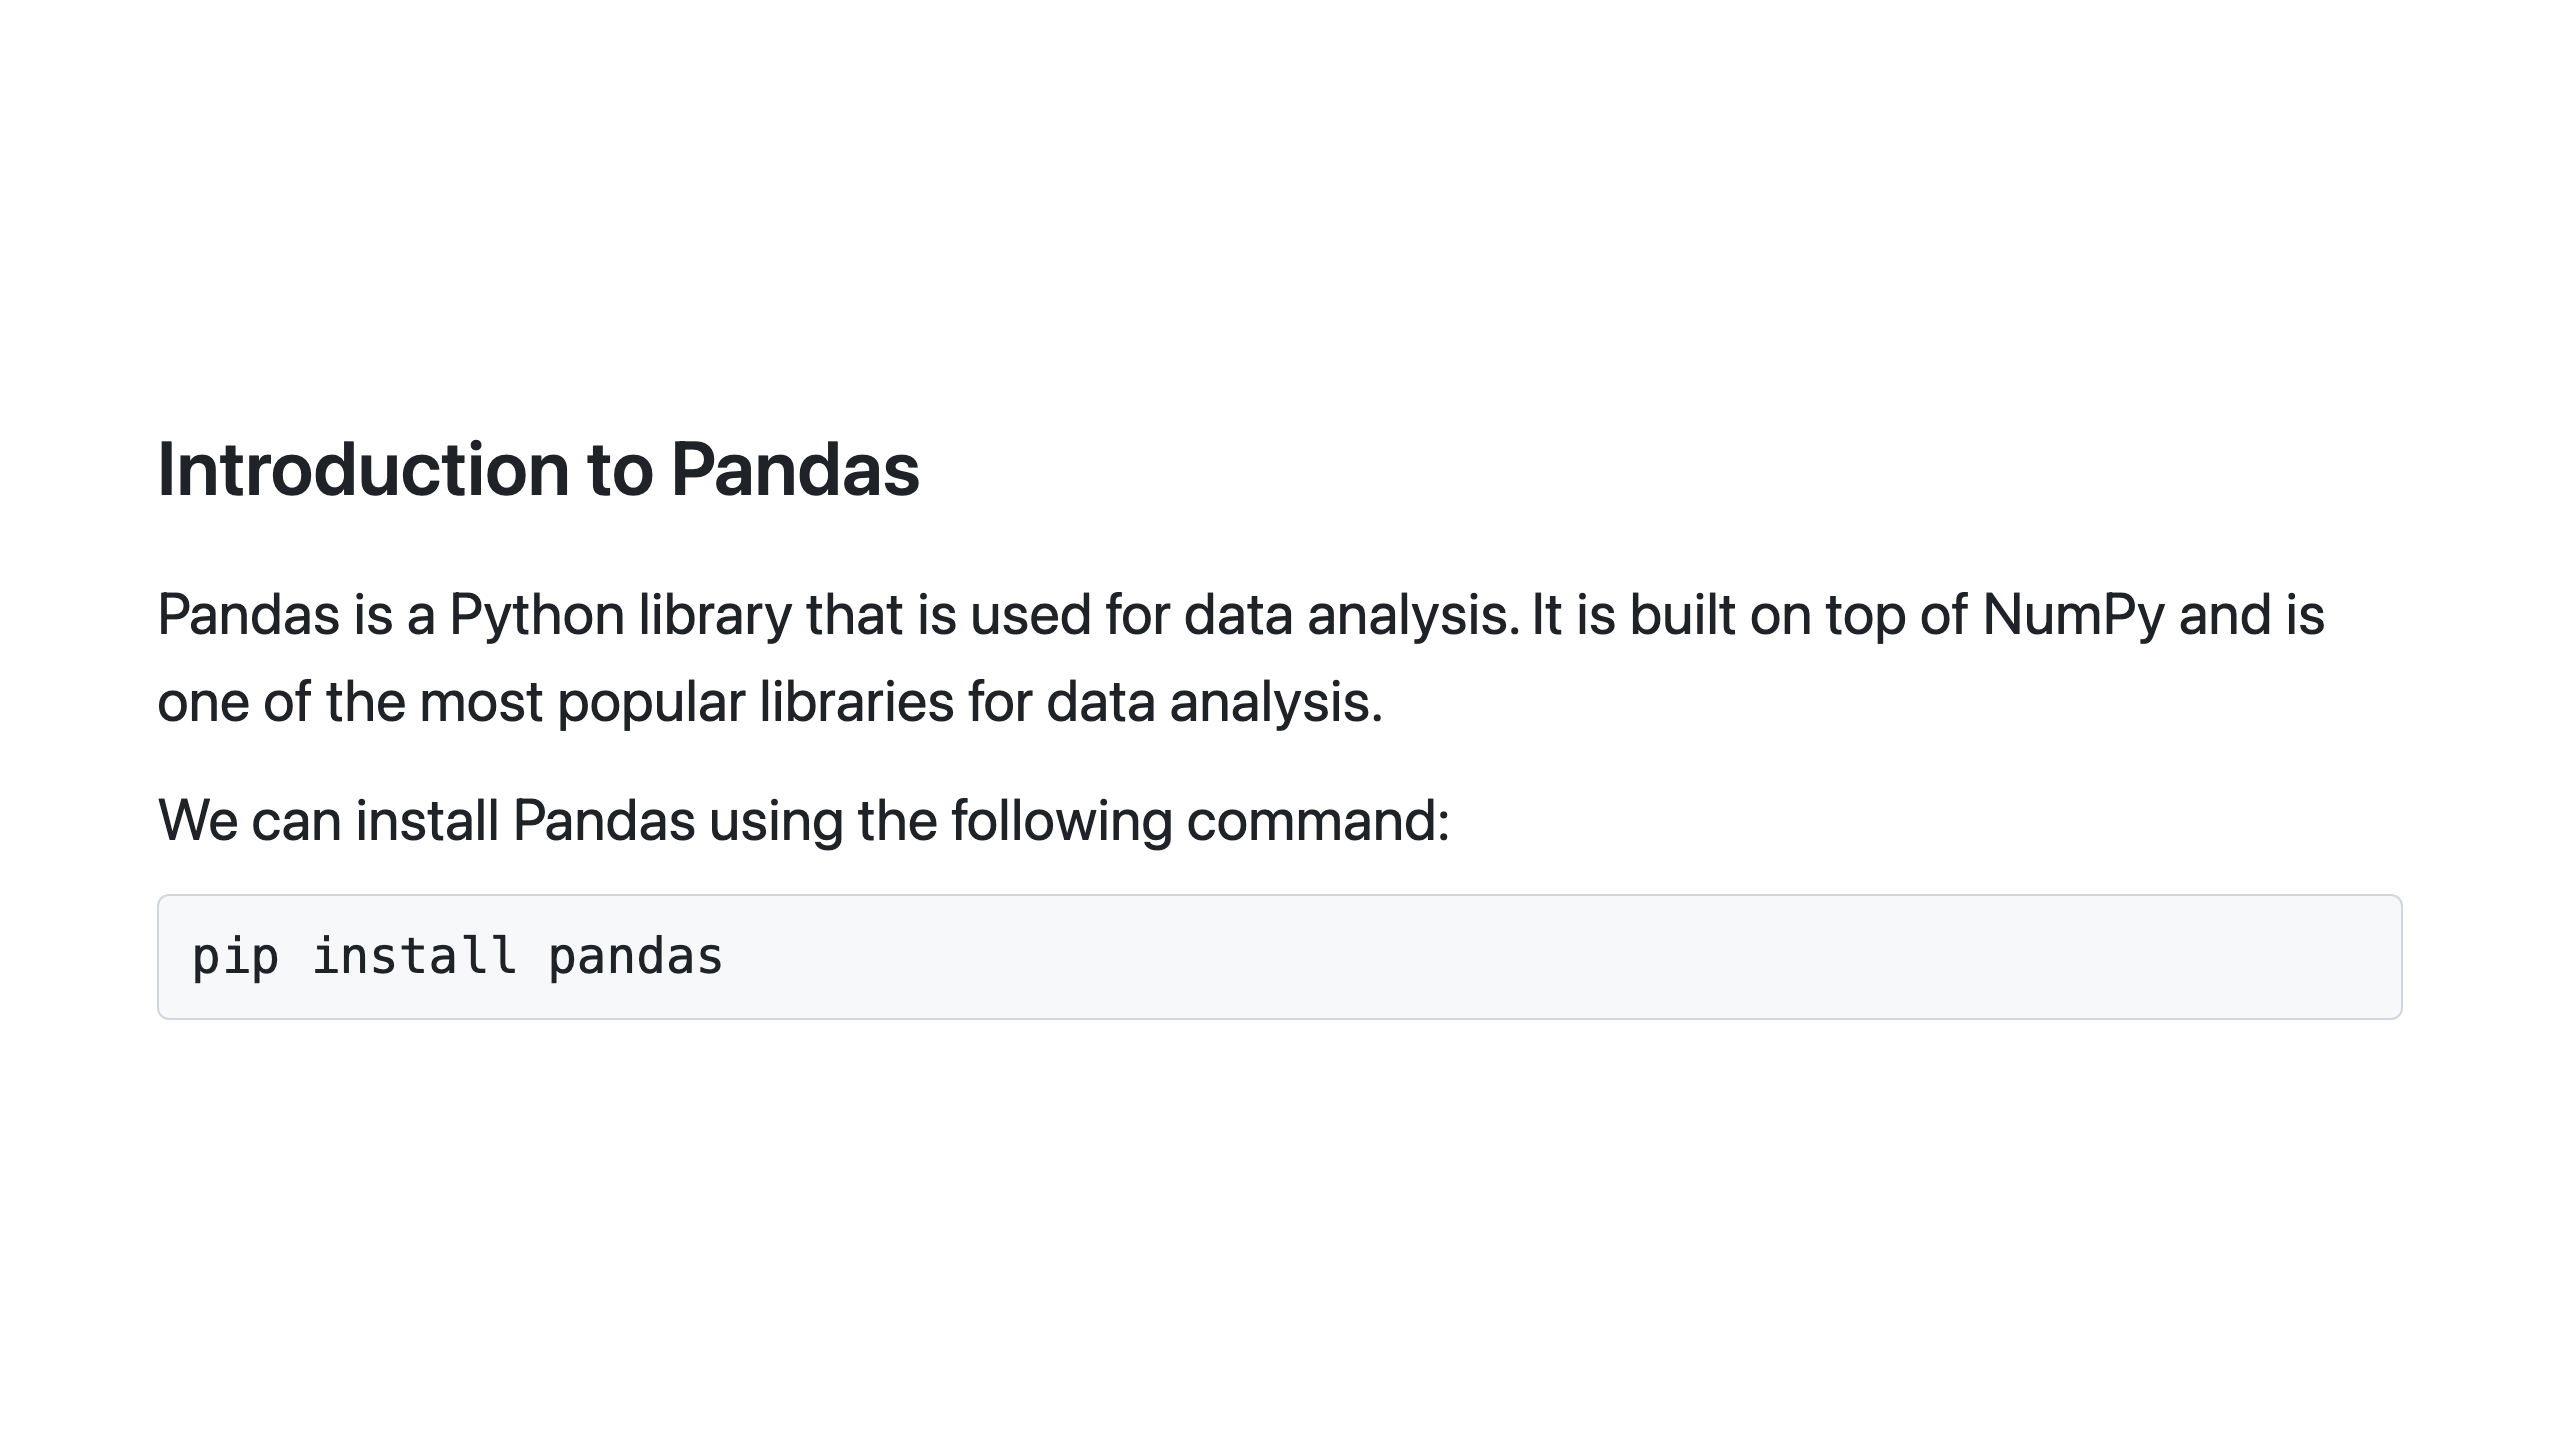 Introduction to Pandas
Pandas is a Python library that is used for data analysis. It is built on top of NumPy and is
one of the most popular libraries for data analysis.
We can install Pandas using the following command:
pip install pandas